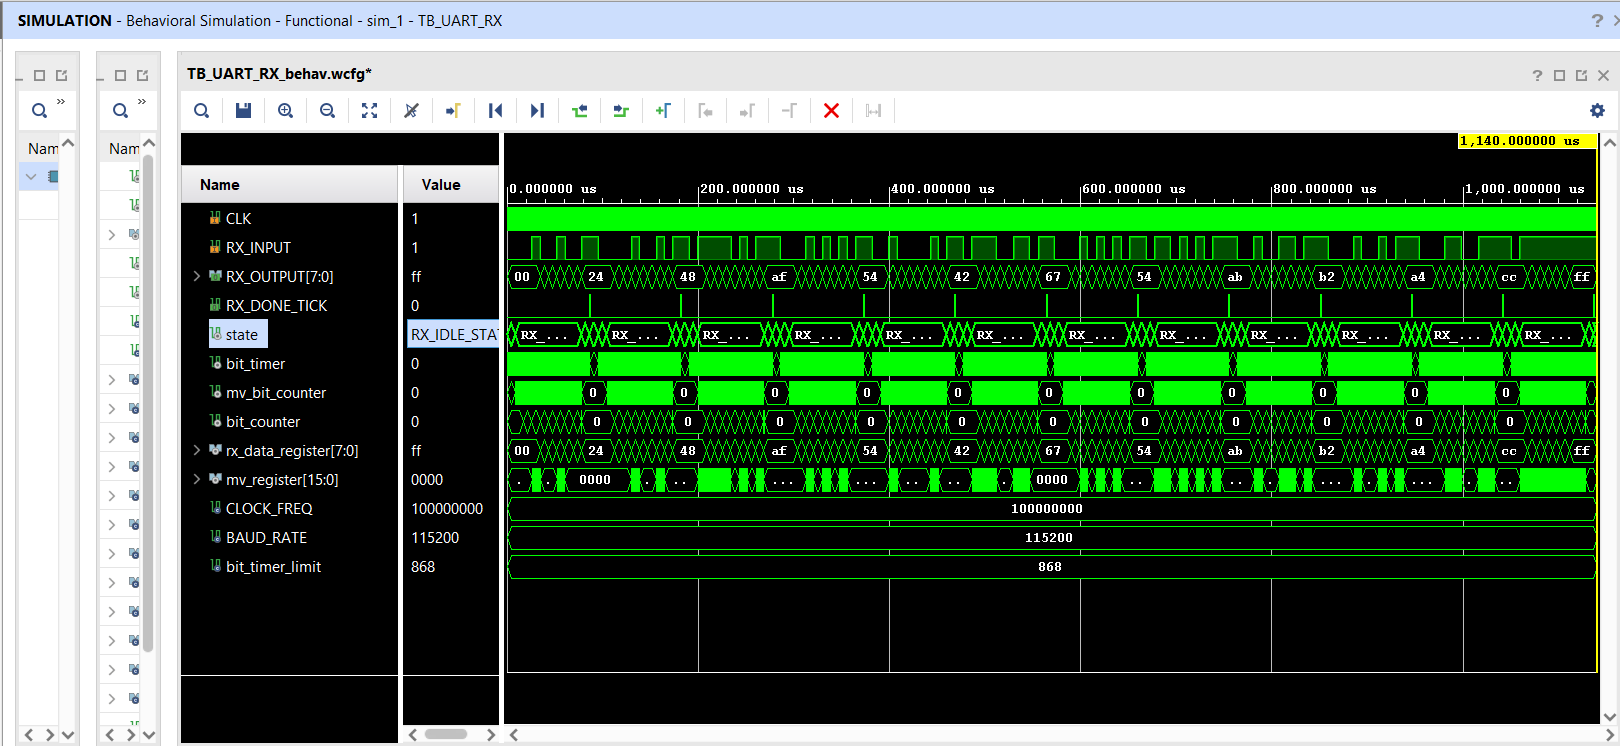 SIMULATION - Behavioral Simulation - Functional - sim_1 - TB_UART_RX ?
TB_UART_RX_behav.wcfg* ?
» »
Nam Nam
1,140.000000 us
Name Value
0.000000 us 200.000000 us 400.000000 us 600.000000 us 800.000000 us 1,000.000000 us
CLK 1
RX_INPUT 1
RX_OUTPUT[7:0] ff 00 24 48 af 54 42 67 54 ab b2 a4 cc ff
RX_DONE_TICK 0
state RX_IDLE_STA RX_... RX_... RX_... RX_... RX_... RX_... RX_... RX_... RX_... RX_... RX_... RX_...
bit_timer 0
mv_bit_counter 0 0 0 0 0 0 0 0 0 0 0 0
bit_counter 0 0 0 0 0 0 0 0 0 0 0 0
rx_data_register[7:0] ff 00 24 48 af 54 42 67 54 ab b2 a4 cc ff
mv_register[15:0] 0000 . . 0000 . .. .. ... . ... .. .. 0000 .. .. .. ... . ... . .. ..
CLOCK_FREQ 100000000 100000000
BAUD_RATE 115200 115200
bit_timer_limit 868 868